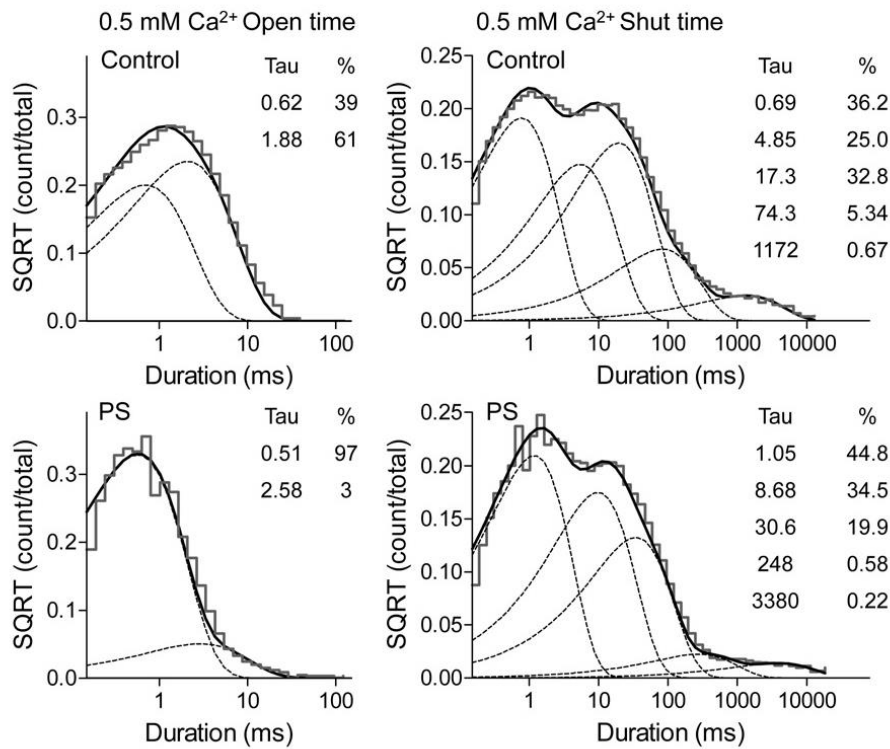 0.5 mM Ca²⁺ Open time
Control
SQRT (count/total)
0.3
0.2
0.1
0.0
1 10 100
Duration (ms)
Tau %
0.62 39
1.88 61
0.5 mM Ca²⁺ Shut time
Control
SQRT (count/total)
0.25
0.20
0.15
0.10
0.05
0.00
1 10 100 1000 10000
Duration (ms)
Tau %
0.69 36.2
4.85 25.0
17.3 32.8
74.3 5.34
1172 0.67
PS
SQRT (count/total)
0.3
0.2
0.1
0.0
1 10 100
Duration (ms)
Tau %
0.51 97
2.58 3
PS
SQRT (count/total)
0.25
0.20
0.15
0.10
0.05
0.00
1 10 100 1000 10000
Duration (ms)
Tau %
1.05 44.8
8.68 34.5
30.6 19.9
248 0.58
3380 0.22